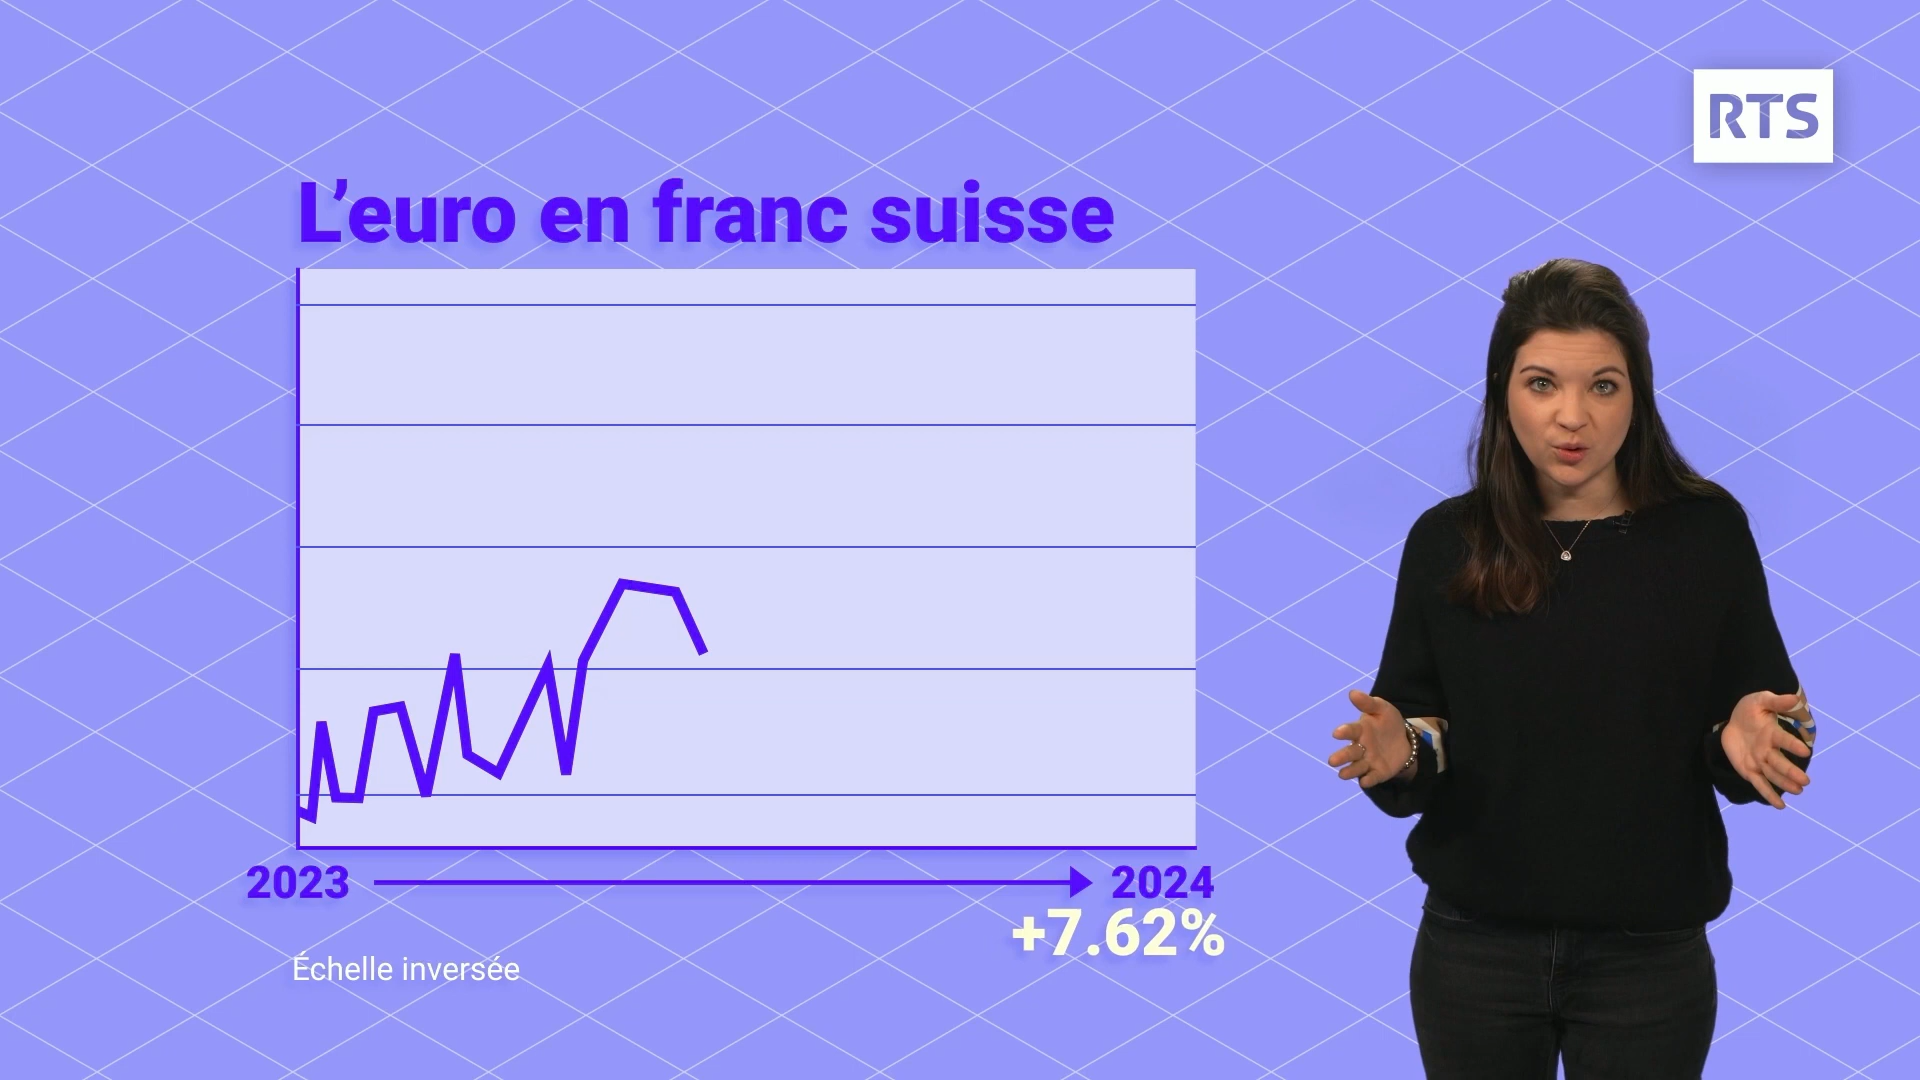 RTS
L’euro en franc suisse
2023
2024
+7.62%
Échelle inversée